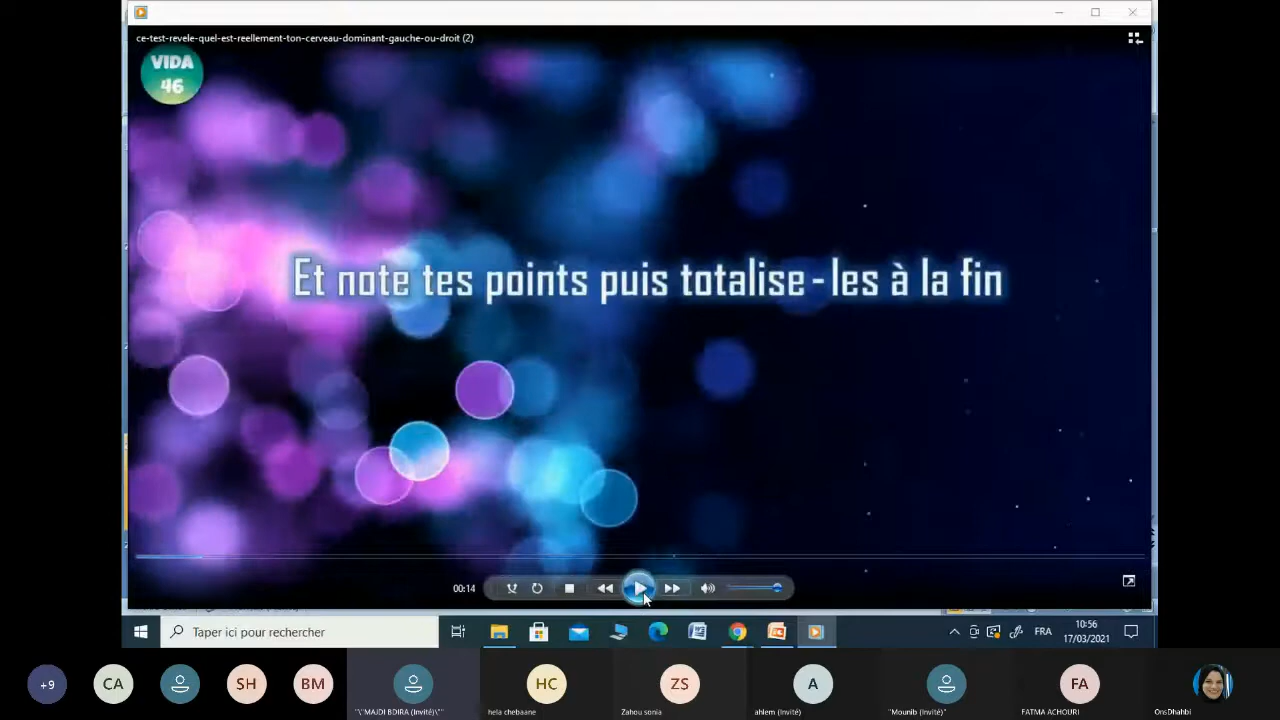 ce-test-revele-quel-est-reellement-ton-cerveau-dominant-gauche-ou-droit (2)
VIDA
46
Et note tes points puis totalise-les à la fin
00:14
Taper ici pour rechercher
FRA
10:56
17/03/2021
+9
CA
SH
BM
HC
ZS
A
FA
"\"MAJDI BDIRA (Invité)\""
hela chebaane
Zahou sonia
ahlem (Invité)
"Mounib (Invité)"
FATMA ACHOURI
OnsDhahbi